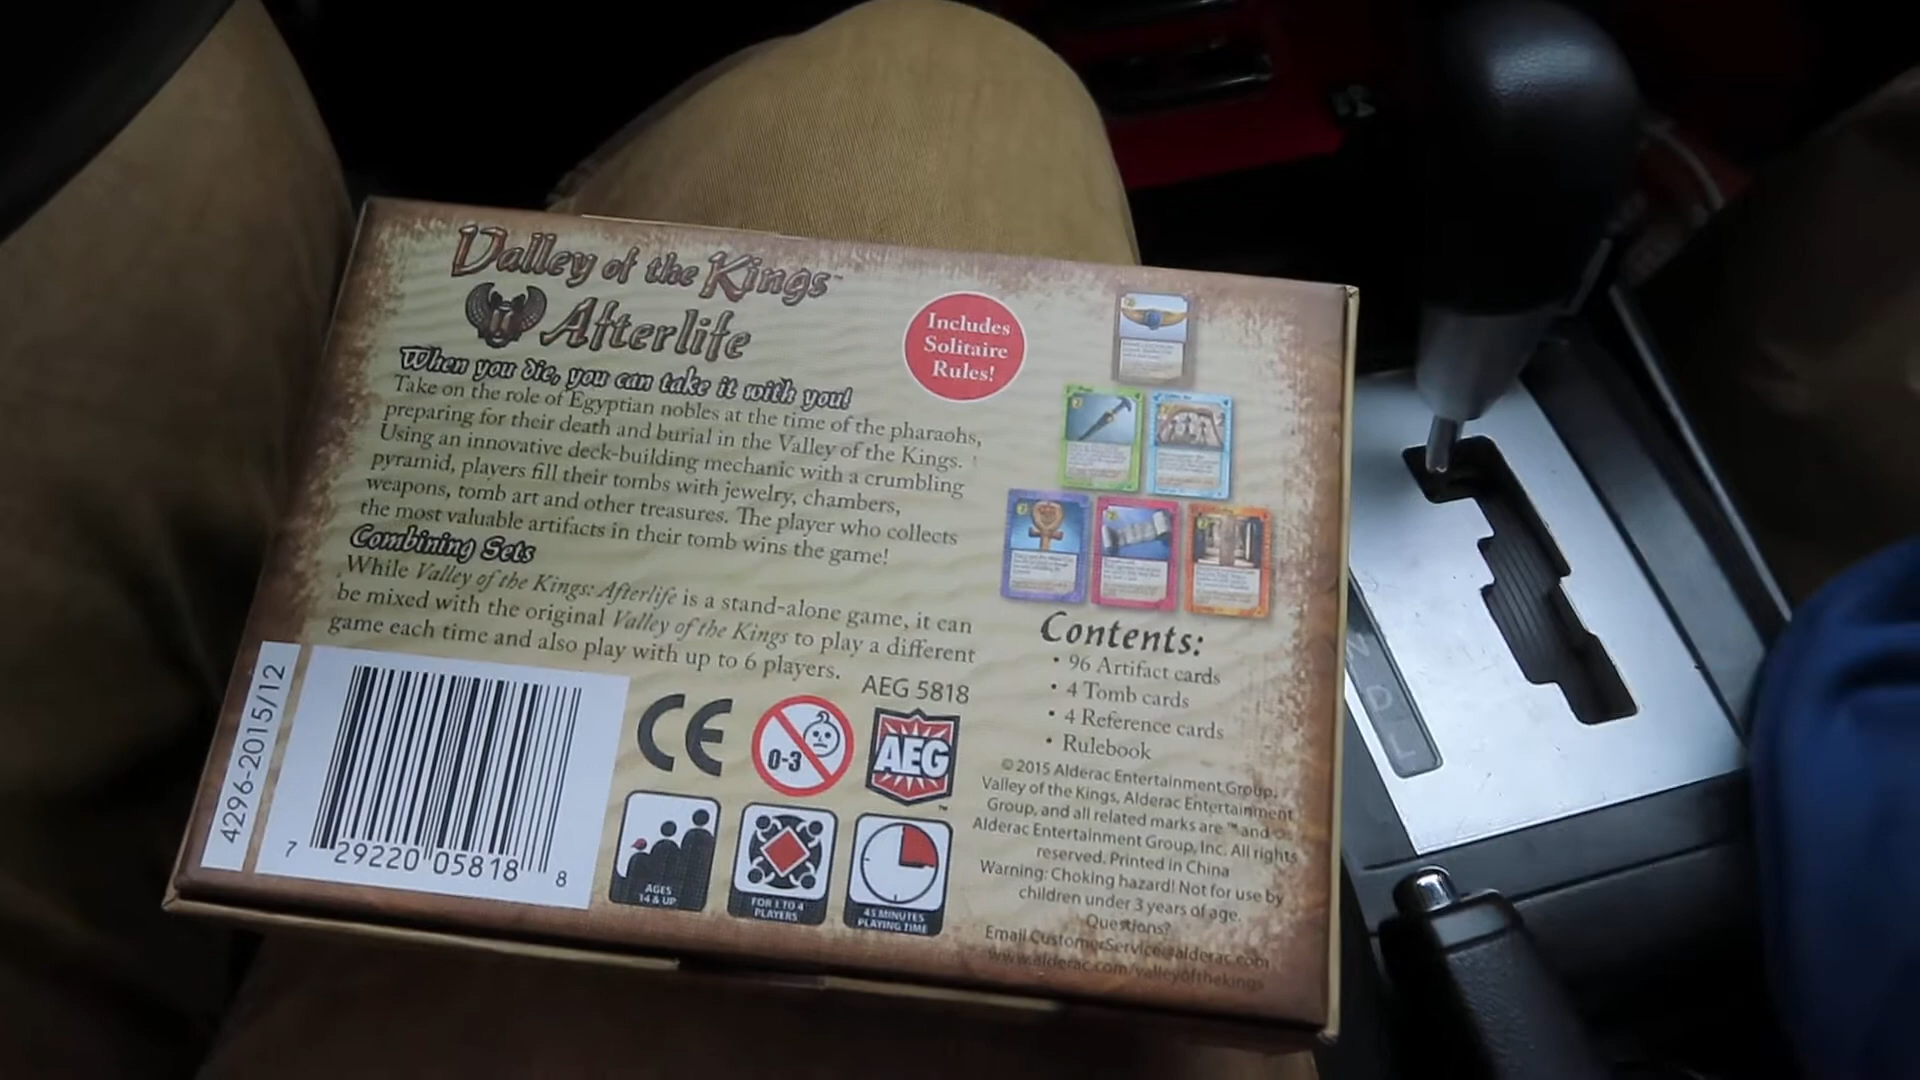 Valley of the Kings™
Afterlife
When you die, you can take it with you!
Take on the role of Egyptian nobles at the time of the pharaohs,
preparing for their death and burial in the Valley of the Kings.
Using an innovative deck-building mechanic with a crumbling
pyramid, players fill their tombs with jewelry, chambers,
weapons, tomb art and other treasures. The player who collects
the most valuable artifacts in their tomb wins the game!
Combining Sets
While Valley of the Kings: Afterlife is a stand-alone game, it can
be mixed with the original Valley of the Kings to play a different
game each time and also play with up to 6 players.
Includes
Solitaire
Rules!
Contents:
• 96 Artifact cards
• 4 Tomb cards
• 4 Reference cards
• Rulebook
© 2015 Alderac Entertainment Group.
Valley of the Kings, Alderac Entertainment
Group, and all related marks are ™ and
Alderac Entertainment Group, Inc. All rights
reserved. Printed in China
Warning: Choking hazard! Not for use by
children under 3 years of age.
Questions?
Email CustomerService@alderac.com
www.alderac.com/valleyofthekings
AEG 5818
CE
0-3
AEG™
4296-2015/12
7 29220 05818 8
AGES
14 & UP
FOR 1 TO 4
PLAYERS
45 MINUTES
PLAYING TIME
N
D
L